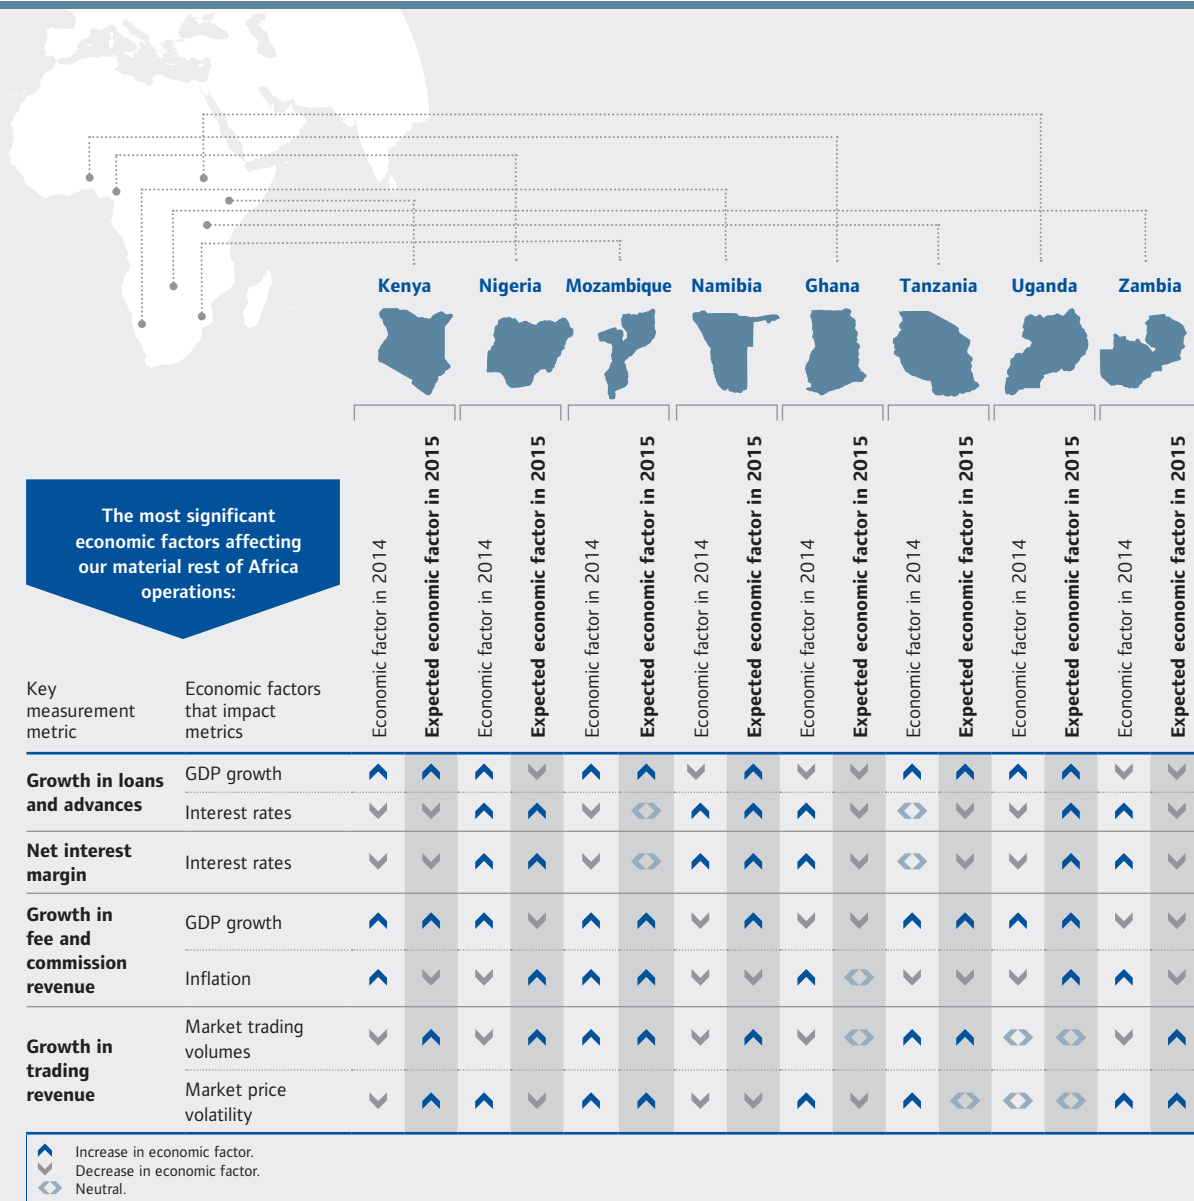 Kenya
Nigeria
Mozambique
Namibia
Ghana
Tanzania
Uganda
Zambia
The most significant
economic factors affecting
our material rest of Africa
operations:
Key
measurement
metric
Economic factors
that impact
metrics
Economic factor in 2014
Expected economic factor in 2015
Economic factor in 2014
Expected economic factor in 2015
Economic factor in 2014
Expected economic factor in 2015
Economic factor in 2014
Expected economic factor in 2015
Economic factor in 2014
Expected economic factor in 2015
Economic factor in 2014
Expected economic factor in 2015
Economic factor in 2014
Expected economic factor in 2015
Economic factor in 2014
Expected economic factor in 2015
Growth in loans
and advances
GDP growth
Interest rates
Net interest
margin
Interest rates
Growth in
fee and
commission
revenue
GDP growth
Inflation
Growth in
trading
revenue
Market trading
volumes
Market price
volatility
Increase in economic factor.
Decrease in economic factor.
Neutral.